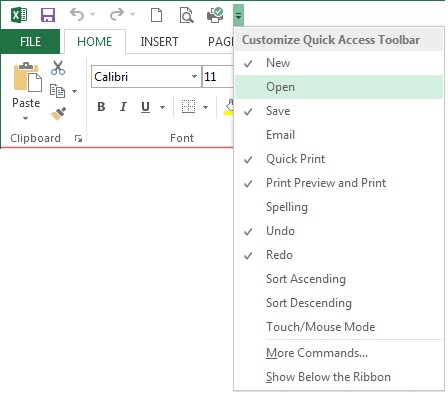 FILE HOME INSERT PAG
Paste
Calibri 11
B I U
Clipboard Font
Customize Quick Access Toolbar
New
Open
Save
Email
Quick Print
Print Preview and Print
Spelling
Undo
Redo
Sort Ascending
Sort Descending
Touch/Mouse Mode
More Commands...
Show Below the Ribbon